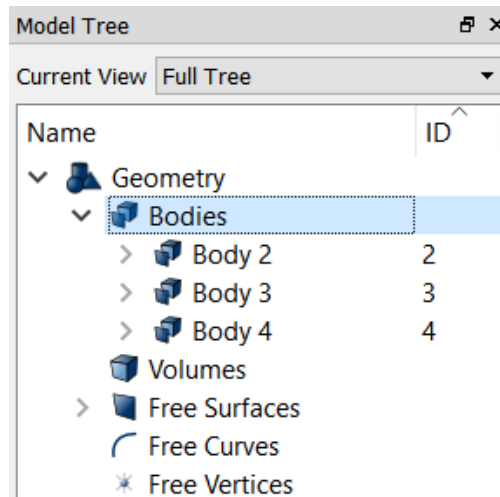 Model Tree
Current View Full Tree
Name ID
Geometry
Bodies
Body 2 2
Body 3 3
Body 4 4
Volumes
Free Surfaces
Free Curves
Free Vertices